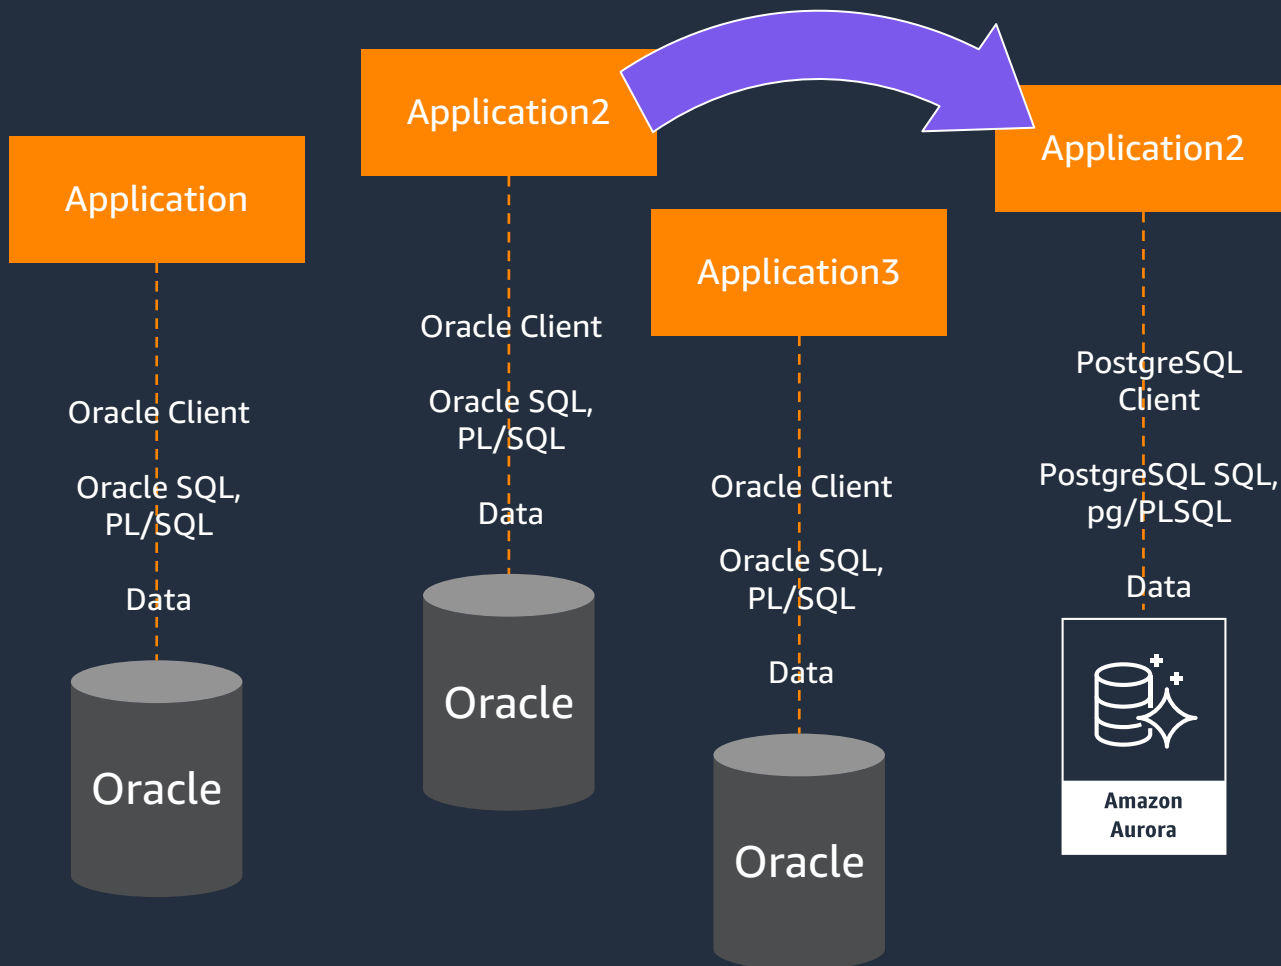 Application
Oracle Client
Oracle SQL,
PL/SQL
Data
Oracle
Application2
Oracle Client
Oracle SQL,
PL/SQL
Data
Oracle
Application3
Oracle Client
Oracle SQL,
PL/SQL
Data
Oracle
Application2
PostgreSQL
Client
PostgreSQL SQL,
pg/PLSQL
Data
Amazon
Aurora